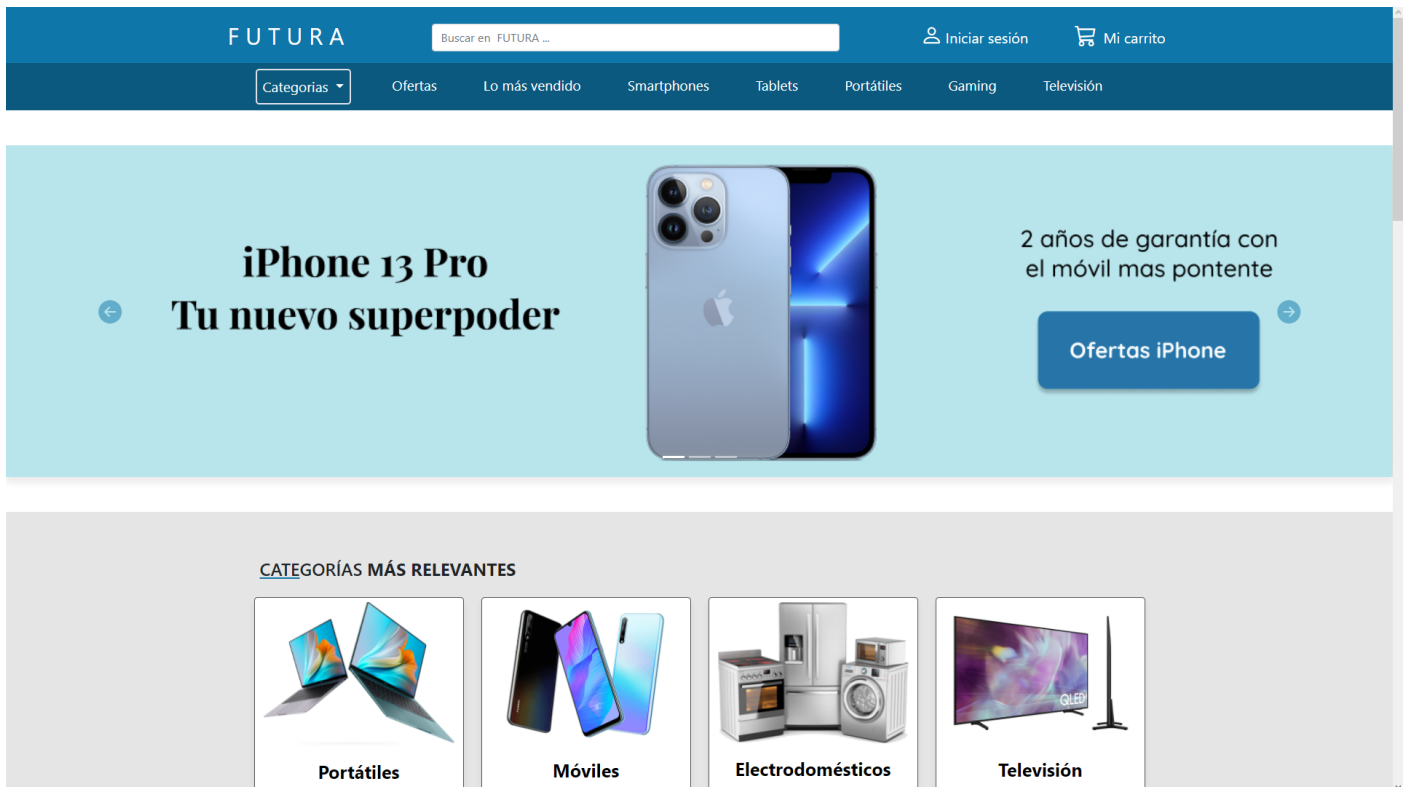 FUTURA
Buscar en FUTURA ...
Iniciar sesión
Mi carrito
Categorias
Ofertas
Lo más vendido
Smartphones
Tablets
Portátiles
Gaming
Televisión
iPhone 13 Pro
Tu nuevo superpoder
2 años de garantía con
el móvil mas pontente
Ofertas iPhone
CATEGORÍAS MÁS RELEVANTES
QLED
Portátiles
Móviles
Electrodomésticos
Televisión